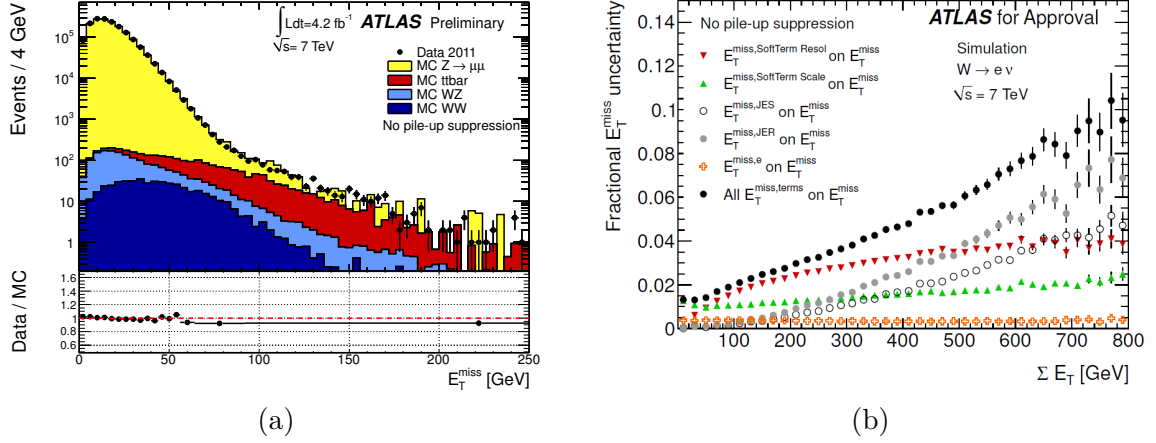 ∫Ldt=4.2 fb⁻¹ ATLAS Preliminary
√s= 7 TeV
Data 2011
MC Z → μμ
MC ttbar
MC WZ
MC WW
No pile-up suppression
Events / 4 GeV
10⁵
10⁴
10³
10²
10
1
Data / MC
1.6
1.4
1.2
1
0.8
0.6
0 50 100 150 200 250
E_T^miss [GeV]
(a)
ATLAS for Approval
No pile-up suppression
E_T^miss,SoftTerm Resol on E_T^miss
E_T^miss,SoftTerm Scale on E_T^miss
E_T^miss,JES on E_T^miss
E_T^miss,JER on E_T^miss
E_T^miss,e on E_T^miss
All E_T^miss,terms on E_T^miss
Simulation
W → e ν
√s = 7 TeV
Fractional E_T^miss uncertainty
0.14
0.12
0.1
0.08
0.06
0.04
0.02
0
100 200 300 400 500 600 700 800
Σ E_T [GeV]
(b)